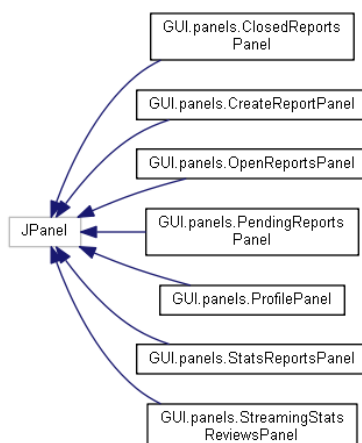 GUI.panels.ClosedReports
Panel
GUI.panels.CreateReportPanel
GUI.panels.OpenReportsPanel
JPanel
GUI.panels.PendingReports
Panel
GUI.panels.ProfilePanel
GUI.panels.StatsReportsPanel
GUI.panels.StreamingStats
ReviewsPanel